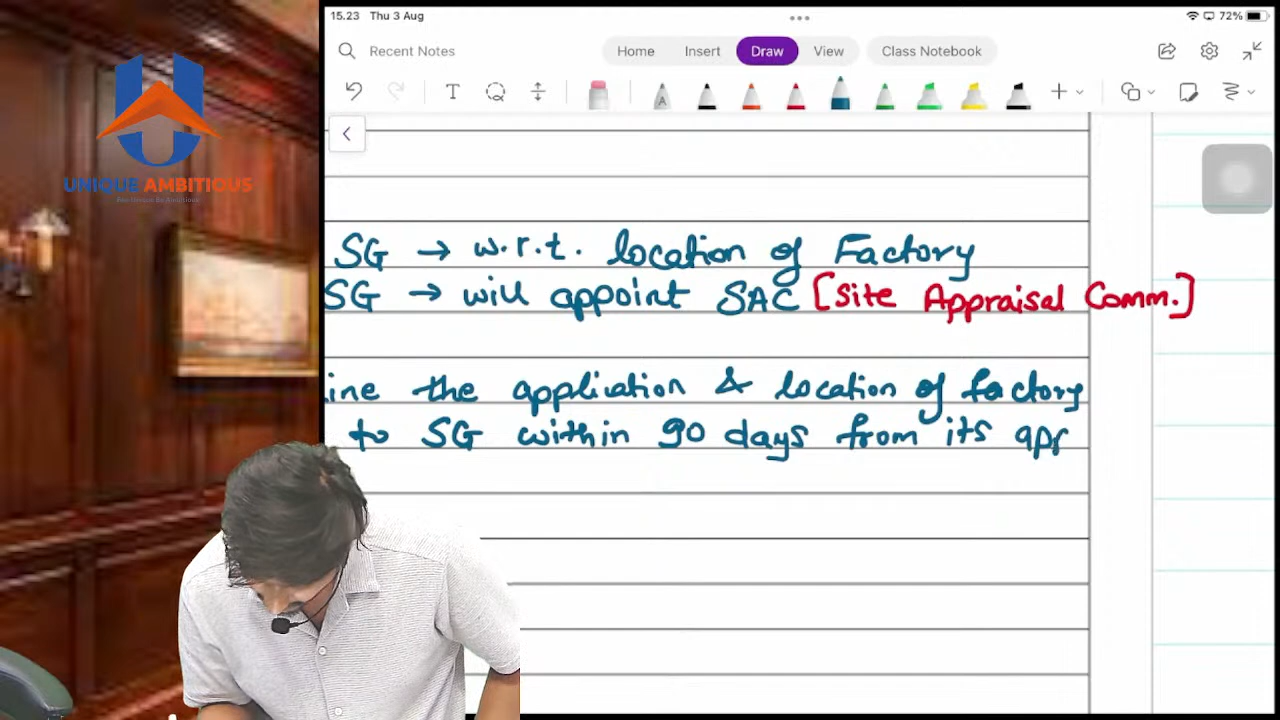 15.23 Thu 3 Aug
72%
Recent Notes
Home Insert Draw View Class Notebook
T
A
UNIQUE AMBITIOUS
SG → w.r.t. location of Factory
SG → will appoint SAC [Site Appraisal Comm.]
ine the application & location of factory
to SG within 90 days from its apr